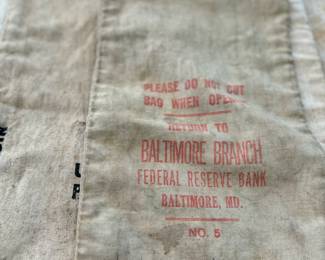 PLEASE DO NOT CUT
BAG WHEN OPEN
RETURN TO
BALTIMORE BRANCH
FEDERAL RESERVE BANK
BALTIMORE, MD.
NO. 5